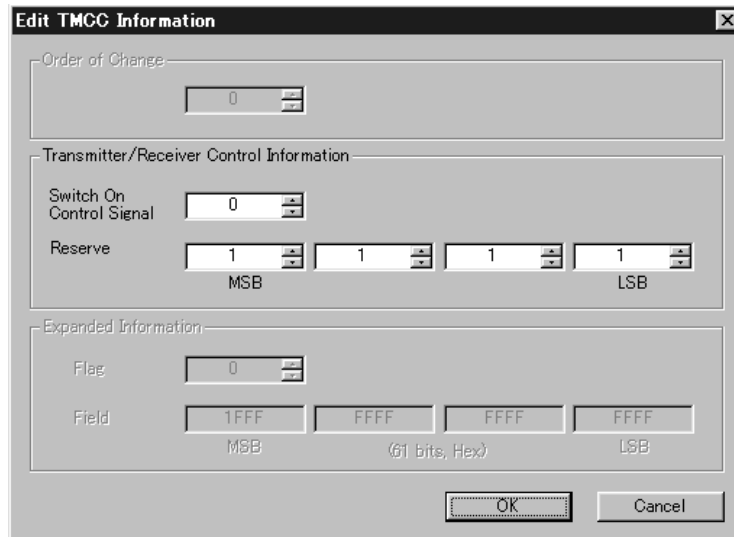 Edit TMCC Information
Order of Change
0
Transmitter/Receiver Control Information
Switch On
Control Signal
0
Reserve
1 1 1 1
MSB LSB
Expanded Information
Flag
0
Field
1FFF FFFF FFFF FFFF
MSB (61 bits, Hex) LSB
OK Cancel